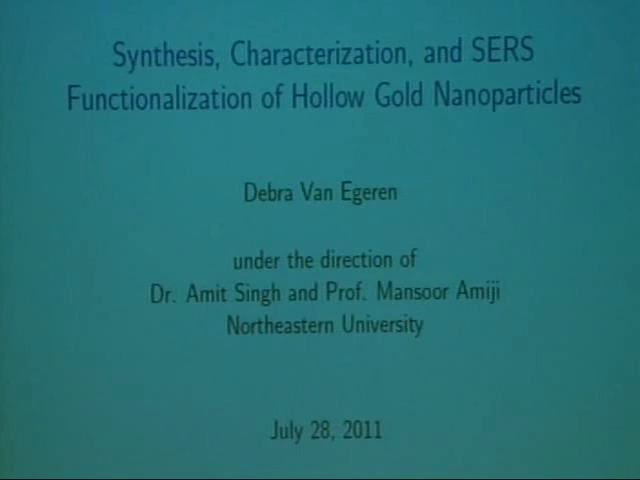 Synthesis, Characterization, and SERS
Functionalization of Hollow Gold Nanoparticles
Debra Van Egeren
under the direction of
Dr. Amit Singh and Prof. Mansoor Amiji
Northeastern University
July 28, 2011